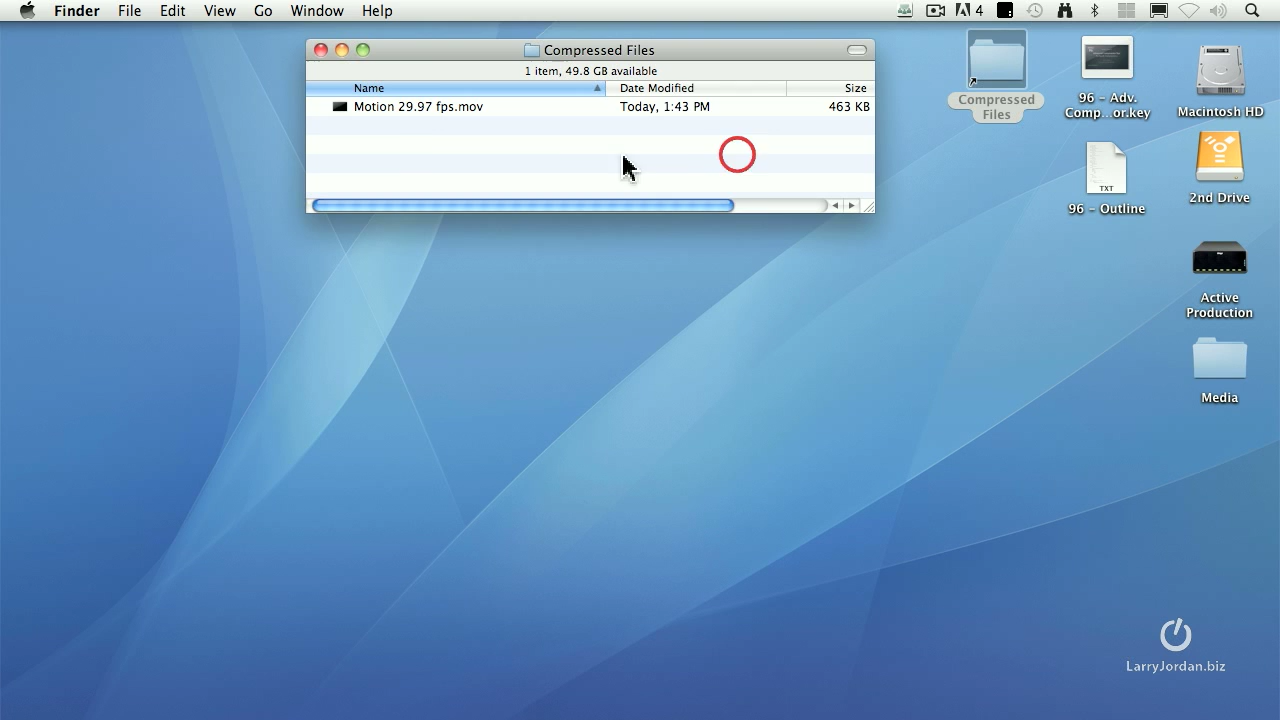 Finder File Edit View Go Window Help
4
Compressed Files
1 item, 49.8 GB available
Name Date Modified Size
Motion 29.97 fps.mov Today, 1:43 PM 463 KB
Compressed
Files
96 - Adv.
Comp...or.key
Macintosh HD
TXT
96 - Outline
2nd Drive
Active
Production
Media
LarryJordan.biz